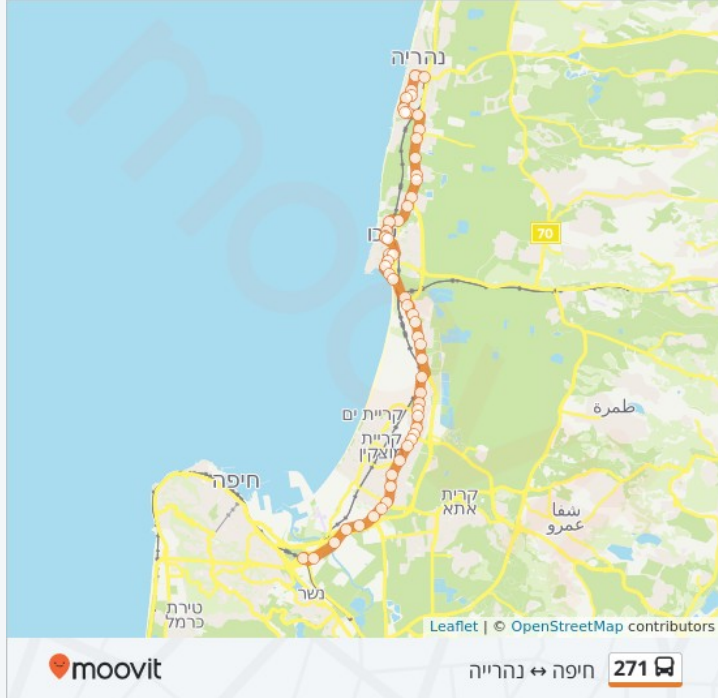 נהריה
עכו
70
קריית ים
קריית
מוצקין
טמרה
חיפה
קרית
אתא
שפא
עמרו
נשר
טירת
כרמל
Leaflet | © OpenStreetMap contributors
moovit
271 חיפה ↔ נהרייה
moovit